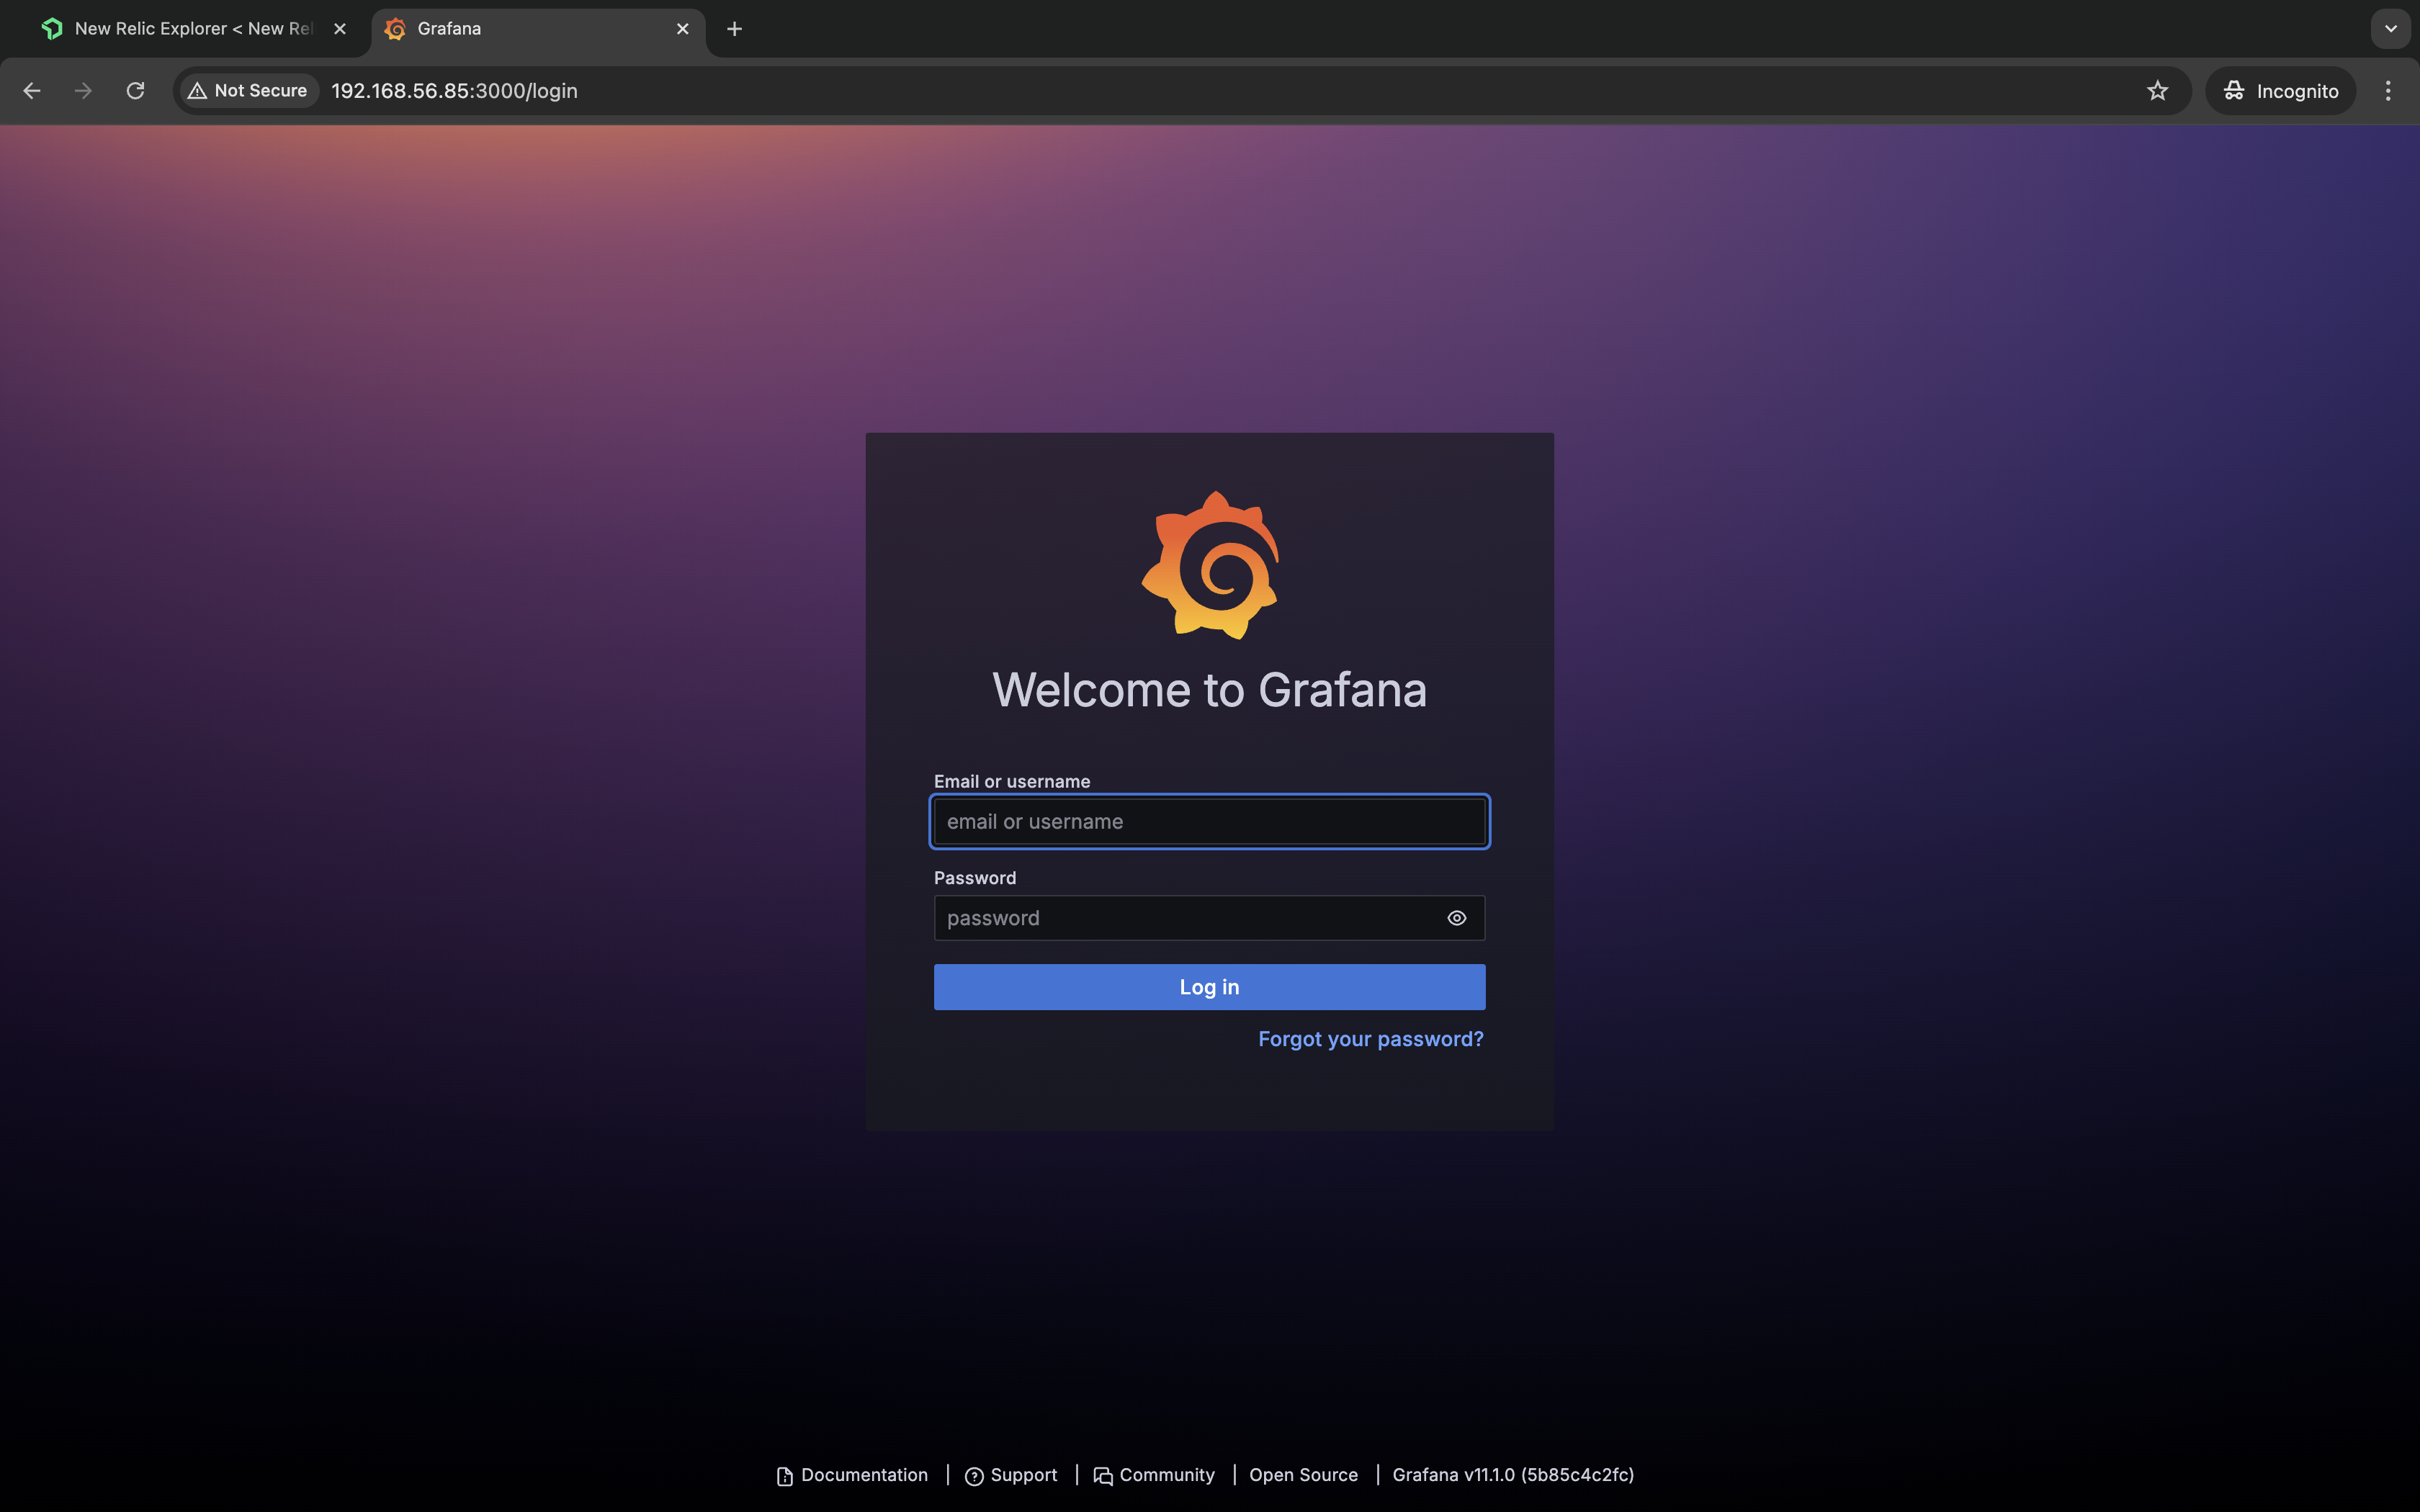 New Relic Explorer < New Rel
Grafana
Not Secure
192.168.56.85:3000/login
Incognito
Welcome to Grafana
Email or username
email or username
Password
password
Log in
Forgot your password?
Documentation
Support
Community
Open Source
Grafana v11.1.0 (5b85c4c2fc)